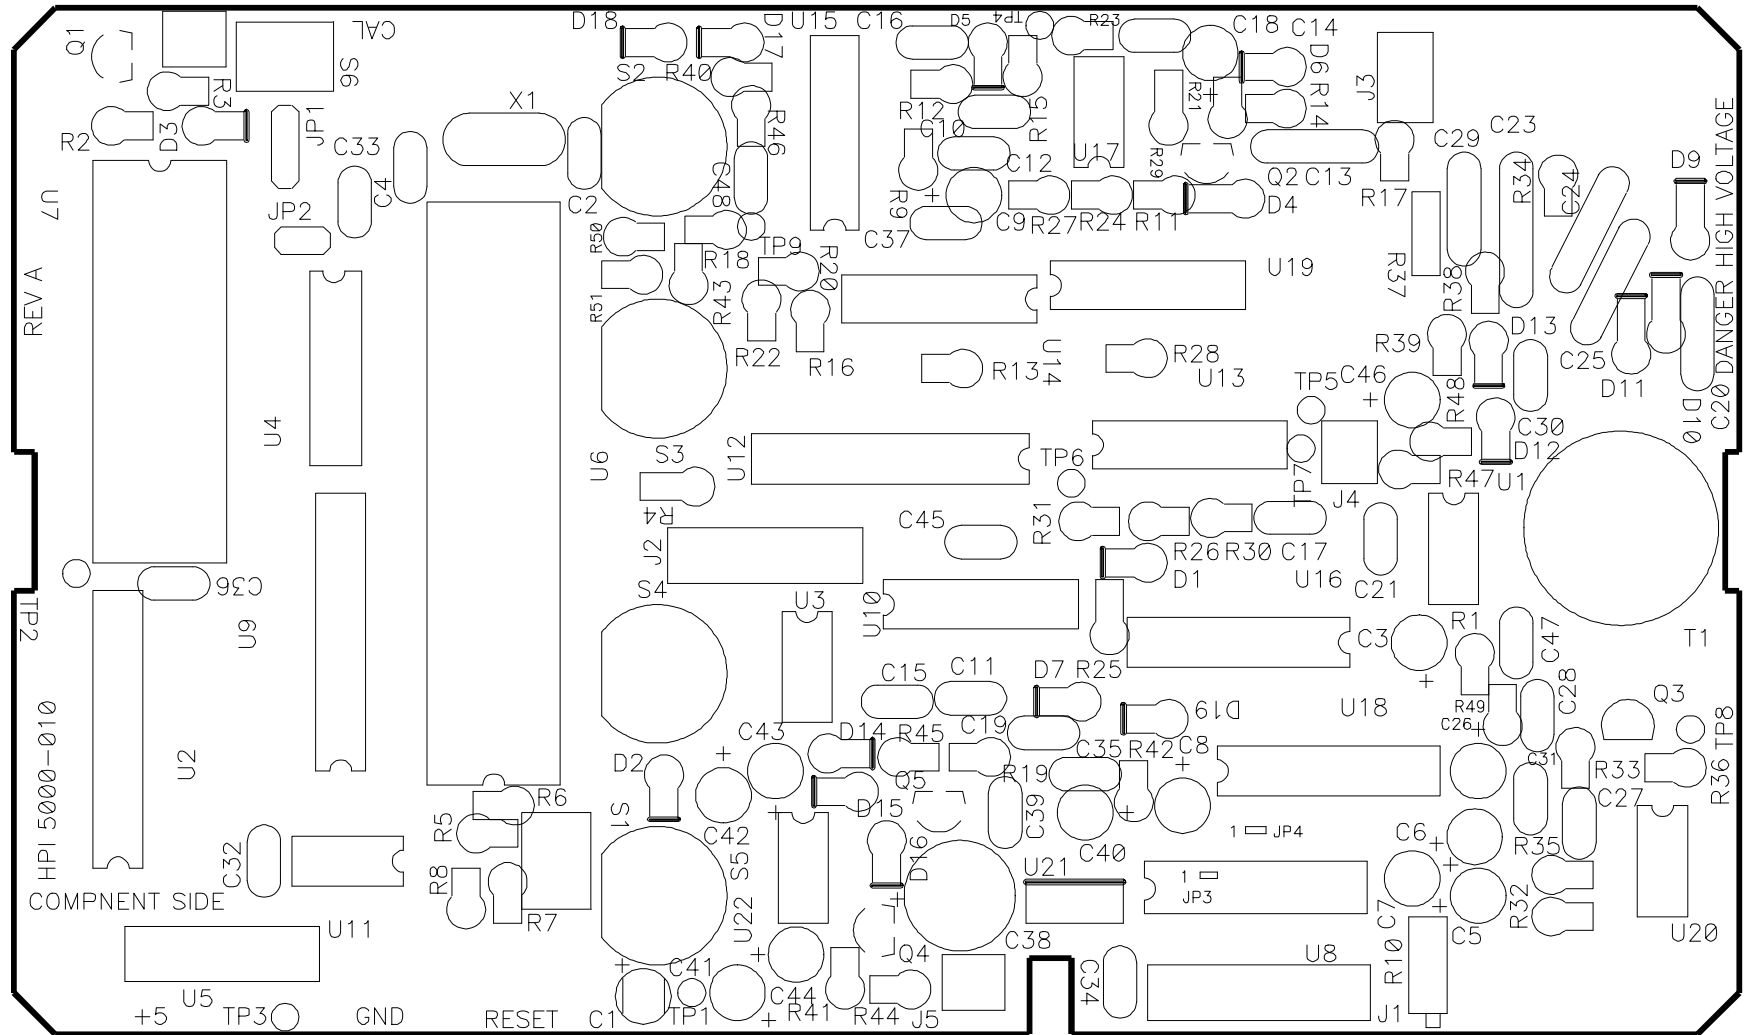 Q1
CAL
S6
D18
S2
R40
D17
U15
C16
D5
TP4
R23
C18
C14
D6
R14
J3
R3
R2
D3
JP1
C33
C4
X1
C2
R46
C48
R12
C10
R15
U17
R21
R29
C12
Q2
C13
R17
C29
C23
R34
C24
D9
DANGER HIGH VOLTAGE
U7
JP2
R50
R51
R18
TP9
R20
R43
R22
R16
C37
R9
C9
R27
R24
R11
D4
U19
R37
R38
REV A
R13
U14
R28
U13
R39
D13
C25
D11
D10
C20
TP5
C46
R48
C30
D12
U4
U6
S3
U12
TP6
TP7
J4
R47
U1
R4
J2
C45
R31
R26
R30
C17
D1
U16
C21
C36
TP2
S4
U3
U10
U9
R1
C3
C47
T1
C15
C11
D7
R25
D19
U18
R49
C26
C28
Q3
TP8
HPI 5000-010
U2
C43
D14
R45
C19
C35
R42
C8
C31
R33
R36
D2
R19
Q5
D15
R6
R5
S1
C42
C39
C27
1
JP4
C6
R35
C40
C32
R8
S5
D16
U21
1
JP3
COMPNENT SIDE
R7
U22
C38
C7
C5
R32
U20
U11
C41
Q4
U8
R10
C34
U5
C44
+5
TP3
GND
RESET
C1
TP1
R41
R44
J5
J1